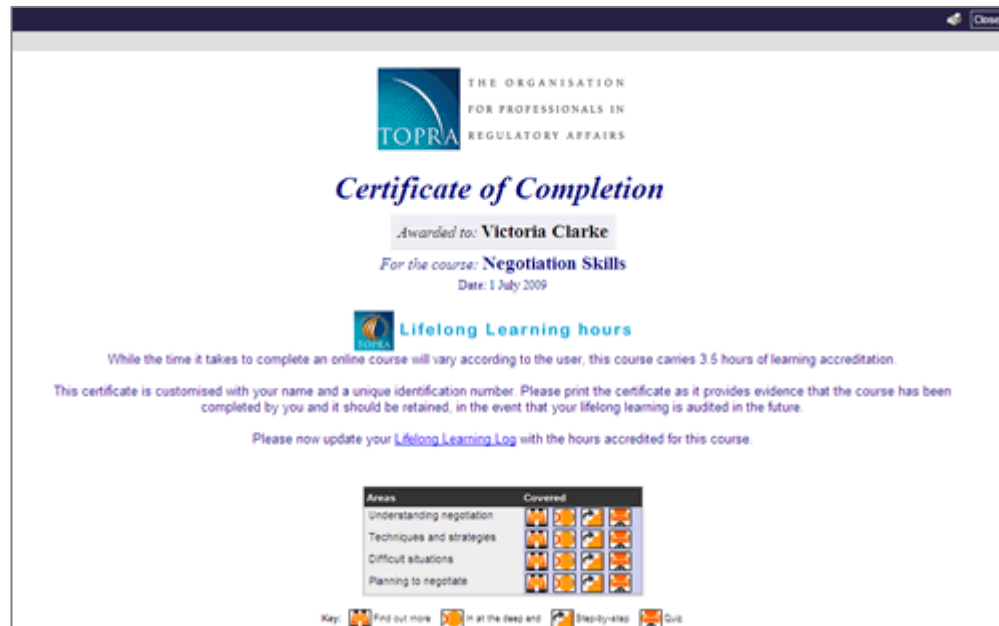 Close
THE ORGANISATION
FOR PROFESSIONALS IN
TOPRA REGULATORY AFFAIRS
Certificate of Completion
Awarded to: Victoria Clarke
For the course: Negotiation Skills
Date: 1 July 2009
TOPRA Lifelong Learning hours
While the time it takes to complete an online course will vary according to the user, this course carries 3.5 hours of learning accreditation.
This certificate is customised with your name and a unique identification number. Please print the certificate as it provides evidence that the course has been
completed by you and it should be retained, in the event that your lifelong learning is audited in the future.
Please now update your Lifelong Learning Log with the hours accredited for this course.
Areas Covered
Understanding negotiation
Techniques and strategies
Difficult situations
Planning to negotiate
Key: Find out more In at the deep end Step-by-step Quiz